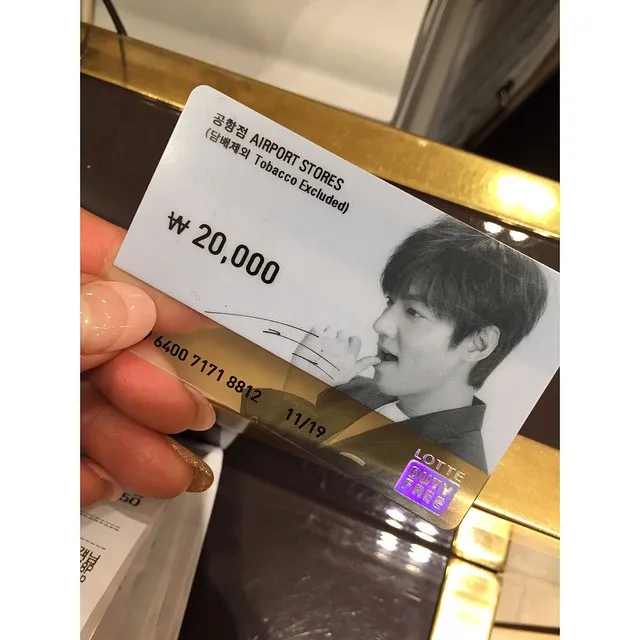 공항점 AIRPORT STORES
(담배제외 Tobacco Excluded)
₩ 20,000
6400 7171 8812
11/19
LOTTE
DUTY
FREE
50